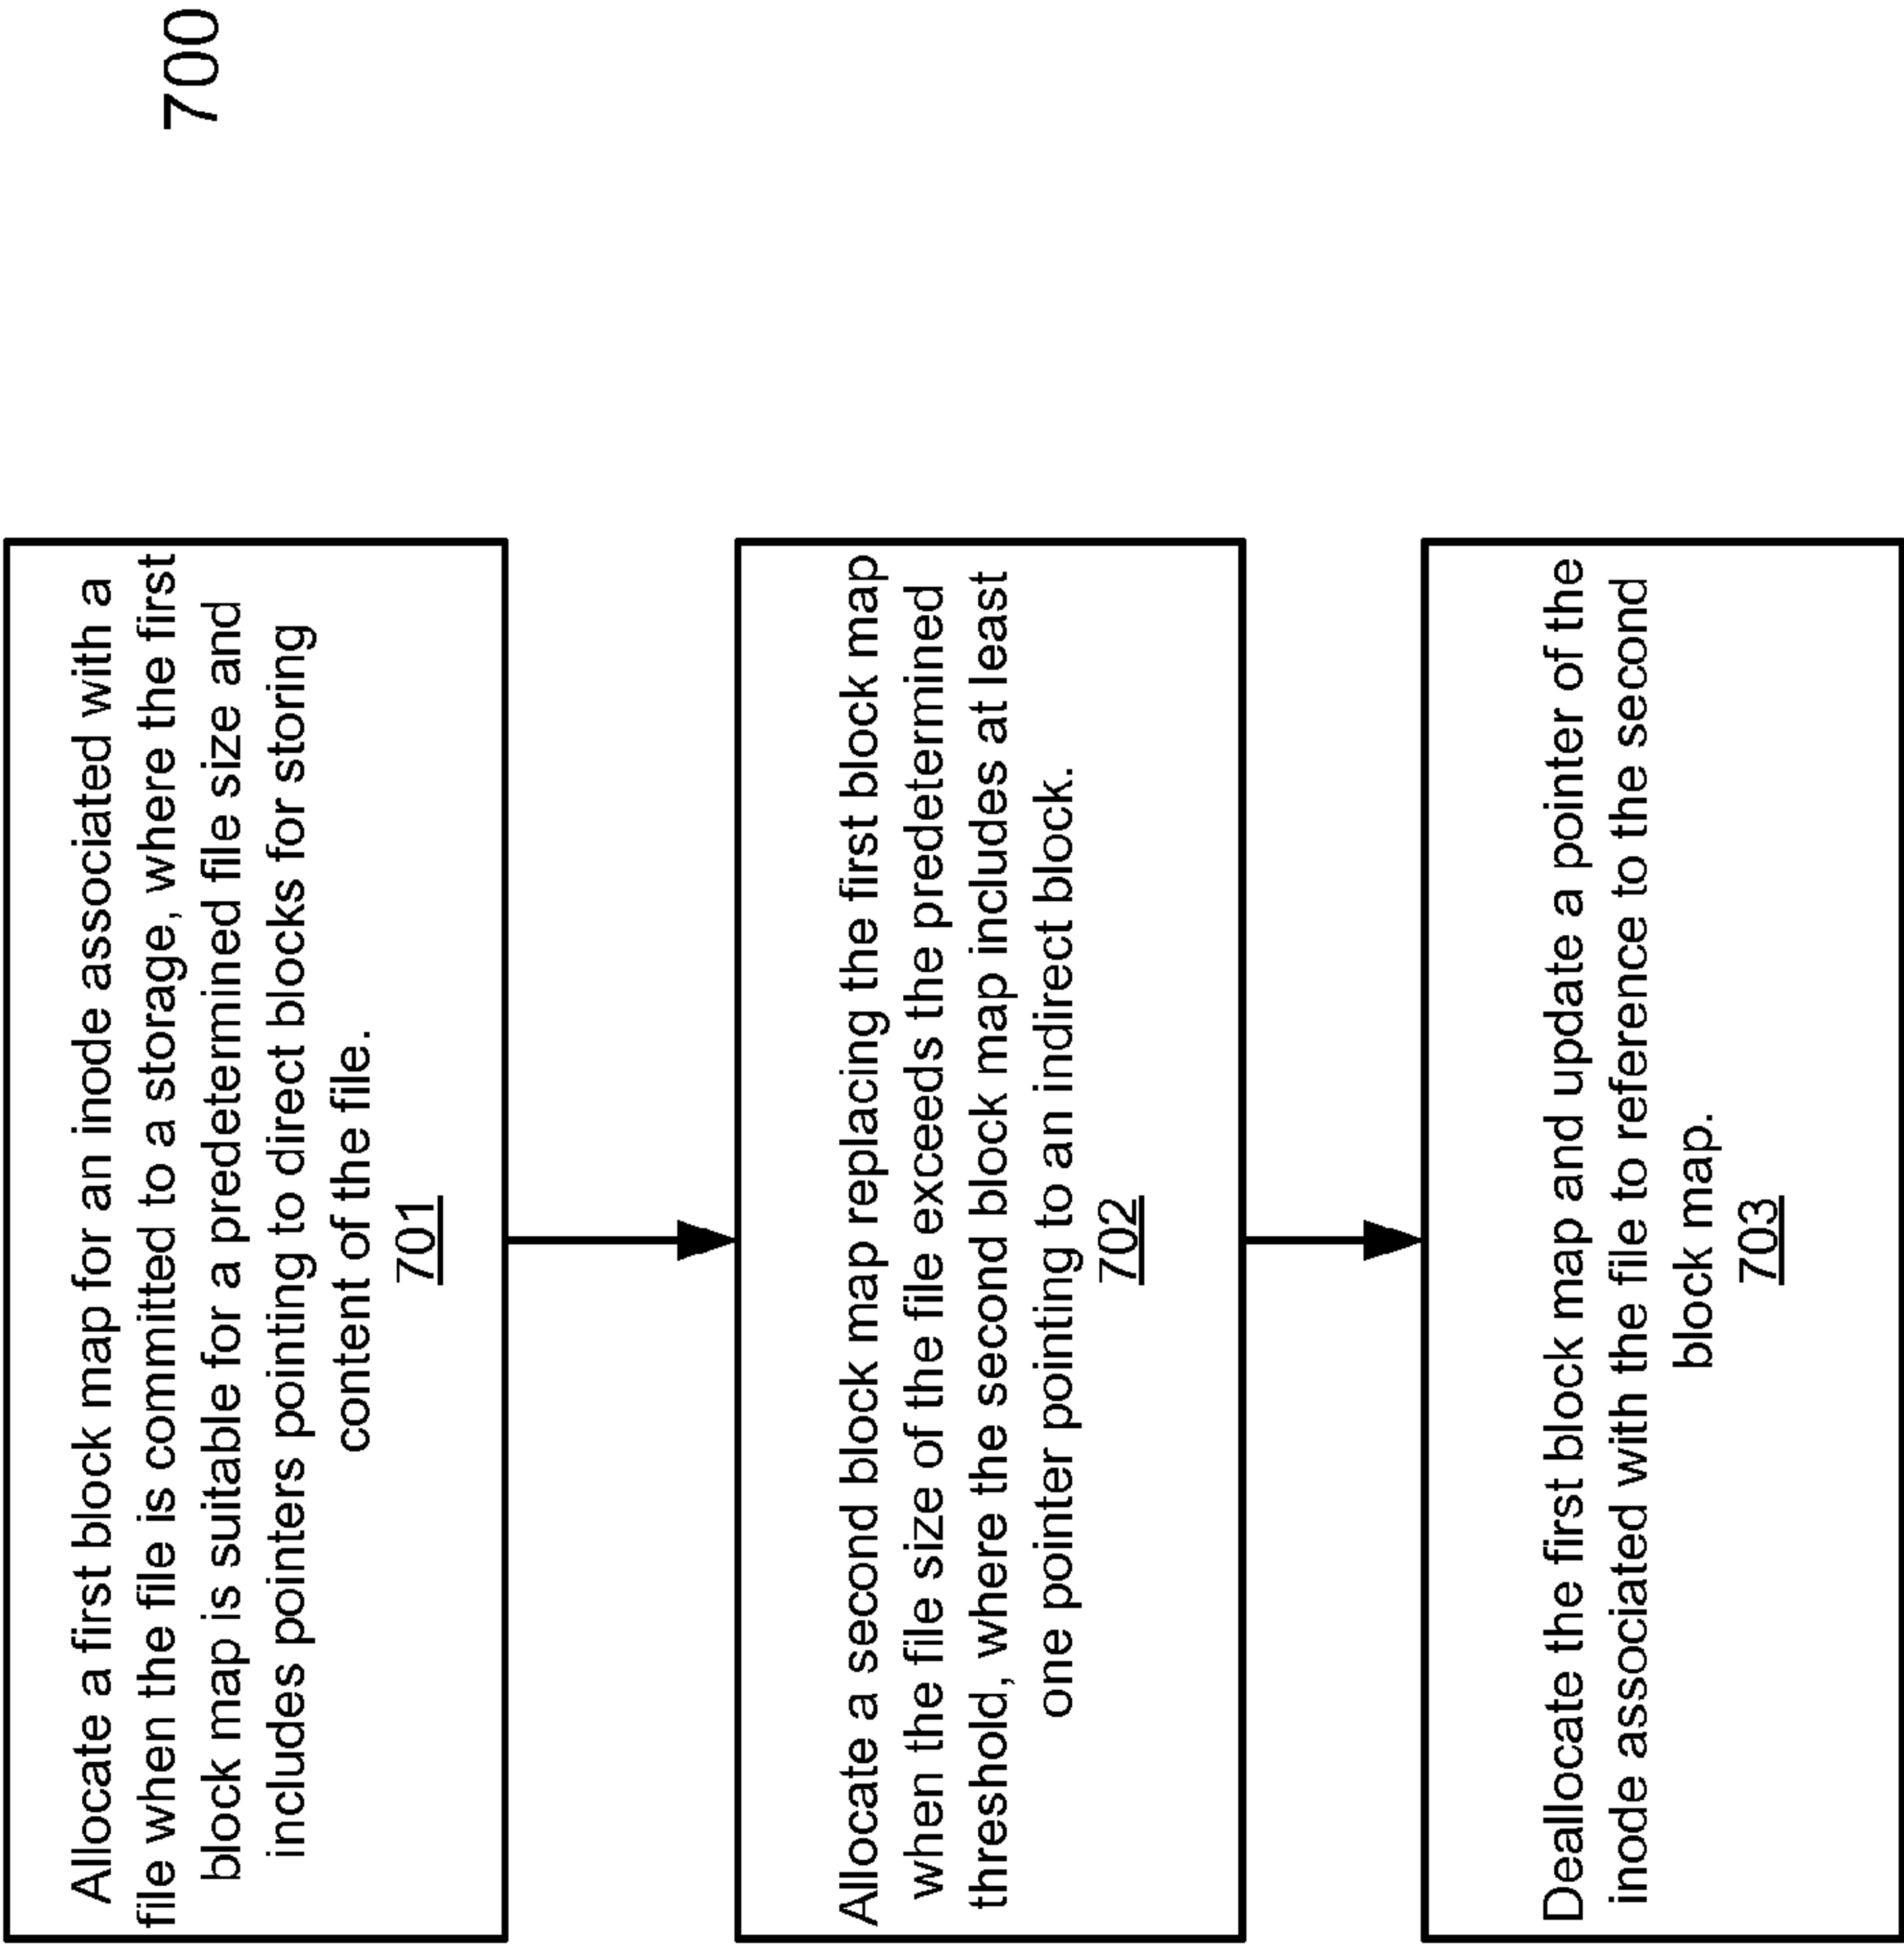 Allocate a first block map for an inode associated with a
file when the file is committed to a storage, where the first
block map is suitable for a predetermined file size and
includes pointers pointing to direct blocks for storing
content of the file.
701
Allocate a second block map replacing the first block map
when the file size of the file exceeds the predetermined
threshold, where the second block map includes at least
one pointer pointing to an indirect block.
702
Deallocate the first block map and update a pointer of the
inode associated with the file to reference to the second
block map.
703
700